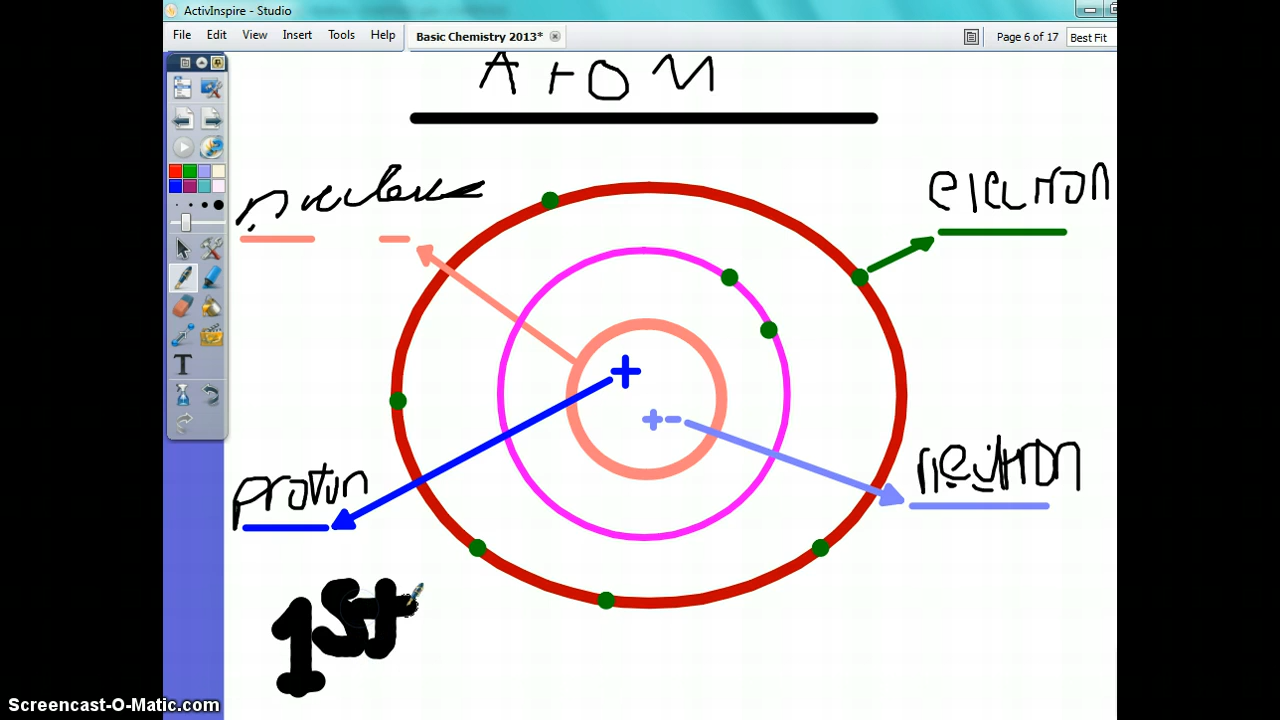 ActivInspire - Studio
File Edit View Insert Tools Help
Basic Chemistry 2013*
Page 6 of 17
Best Fit
ATOM
electron
proton
neutron
1st
T
Screencast-O-Matic.com